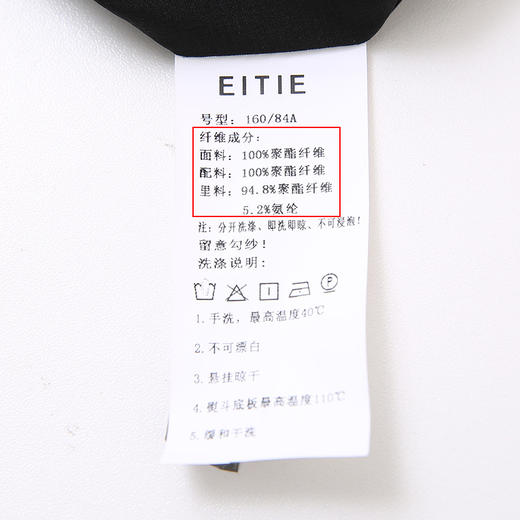 EITIE
号型: 160/84A
纤维成分:
面料: 100%聚酯纤维
配料: 100%聚酯纤维
里料: 94.8%聚酯纤维
5.2%氨纶
注: 分开洗涤、即洗即晾、不可浸泡!
留意勾纱!
洗涤说明:
P
1.手洗,最高温度40℃
2.不可漂白
3.悬挂晾干
4.熨斗底板最高温度110℃
5.缓和干洗